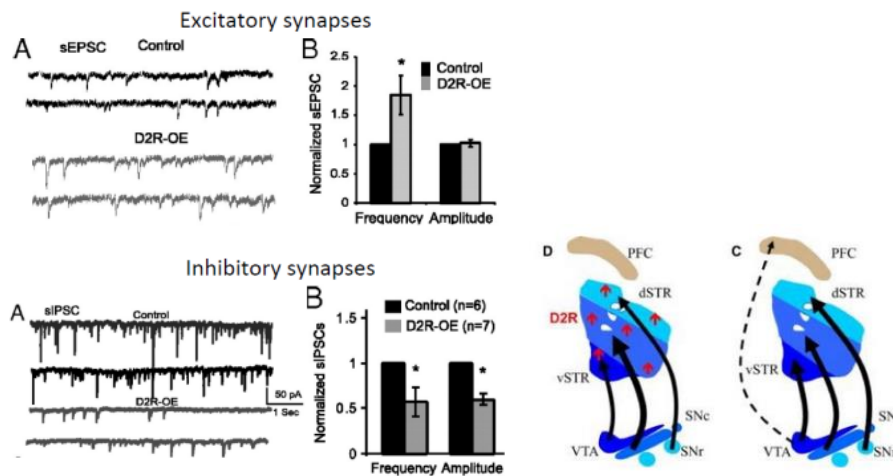 Excitatory synapses
A
sEPSC Control
D2R-OE
B
Normalized sEPSC
2.5
2
1.5
1
0.5
0
*
Control
D2R-OE
Frequency Amplitude
Inhibitory synapses
A
sIPSC
Control
D2R-OE
50 pA
1 Sec
B
Normalized sIPSCs
1.5
1
0.5
0
Control (n=6)
D2R-OE (n=7)
* *
Frequency Amplitude
D
PFC
dSTR
D2R
vSTR
SNc
VTA
SNr
C
PFC
dSTR
vSTR
VTA